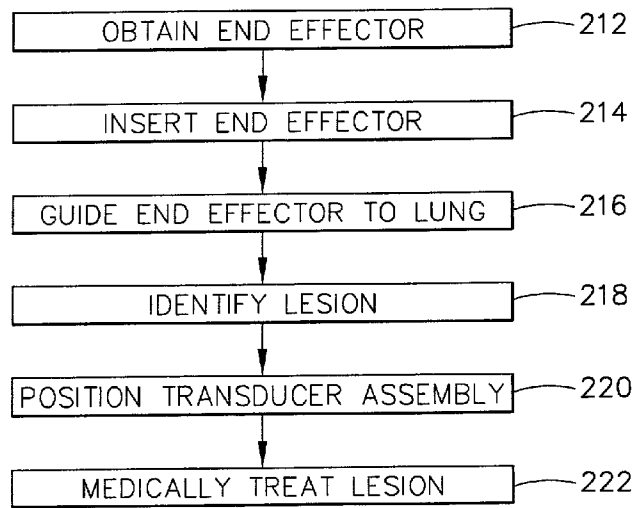 OBTAIN END EFFECTOR 212
INSERT END EFFECTOR 214
GUIDE END EFFECTOR TO LUNG 216
IDENTIFY LESION 218
POSITION TRANSDUCER ASSEMBLY 220
MEDICALLY TREAT LESION 222